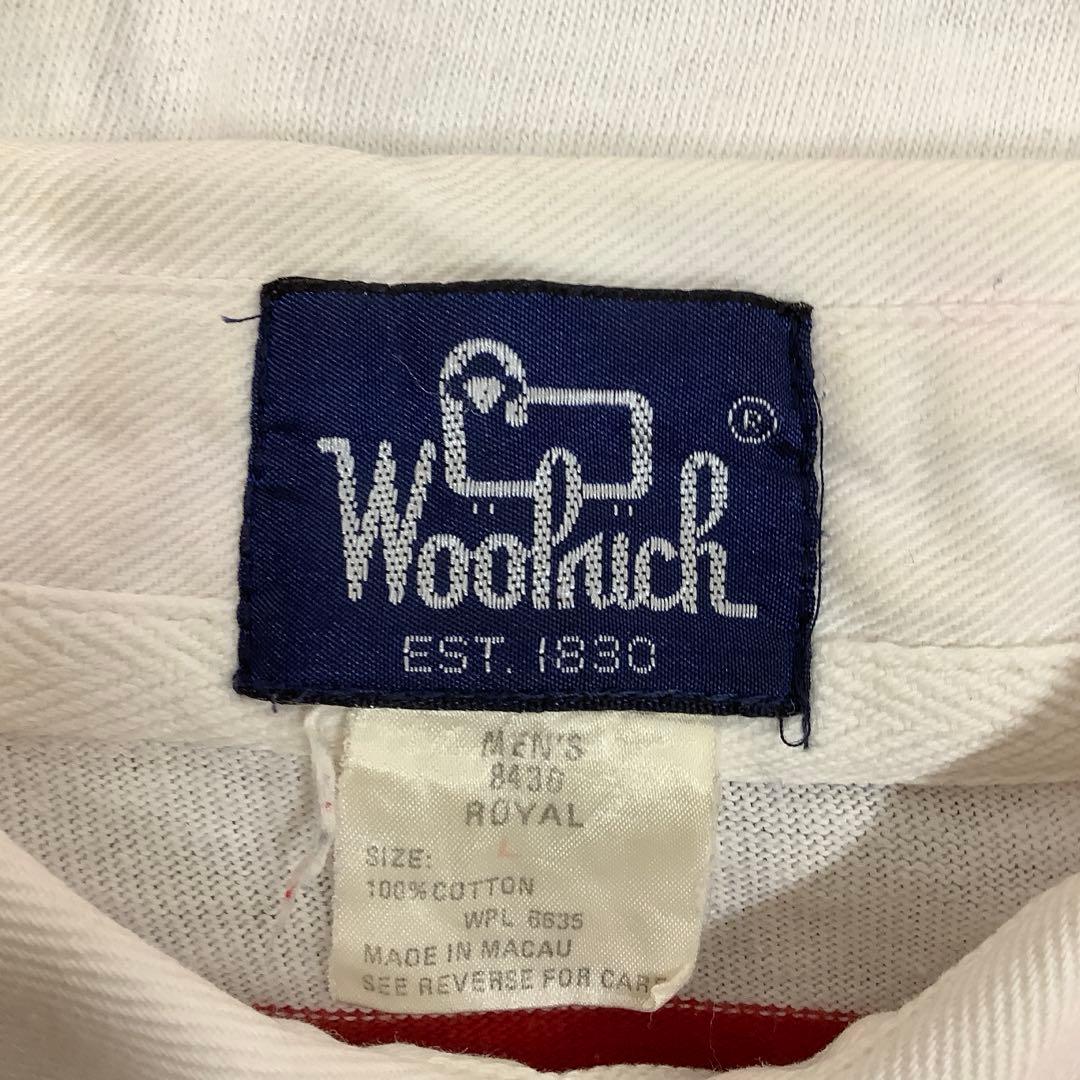 Woolrich
®
EST. 1830
MEN'S
8436
ROYAL
SIZE: L
100% COTTON
WPL 6635
MADE IN MACAU
SEE REVERSE FOR CARE